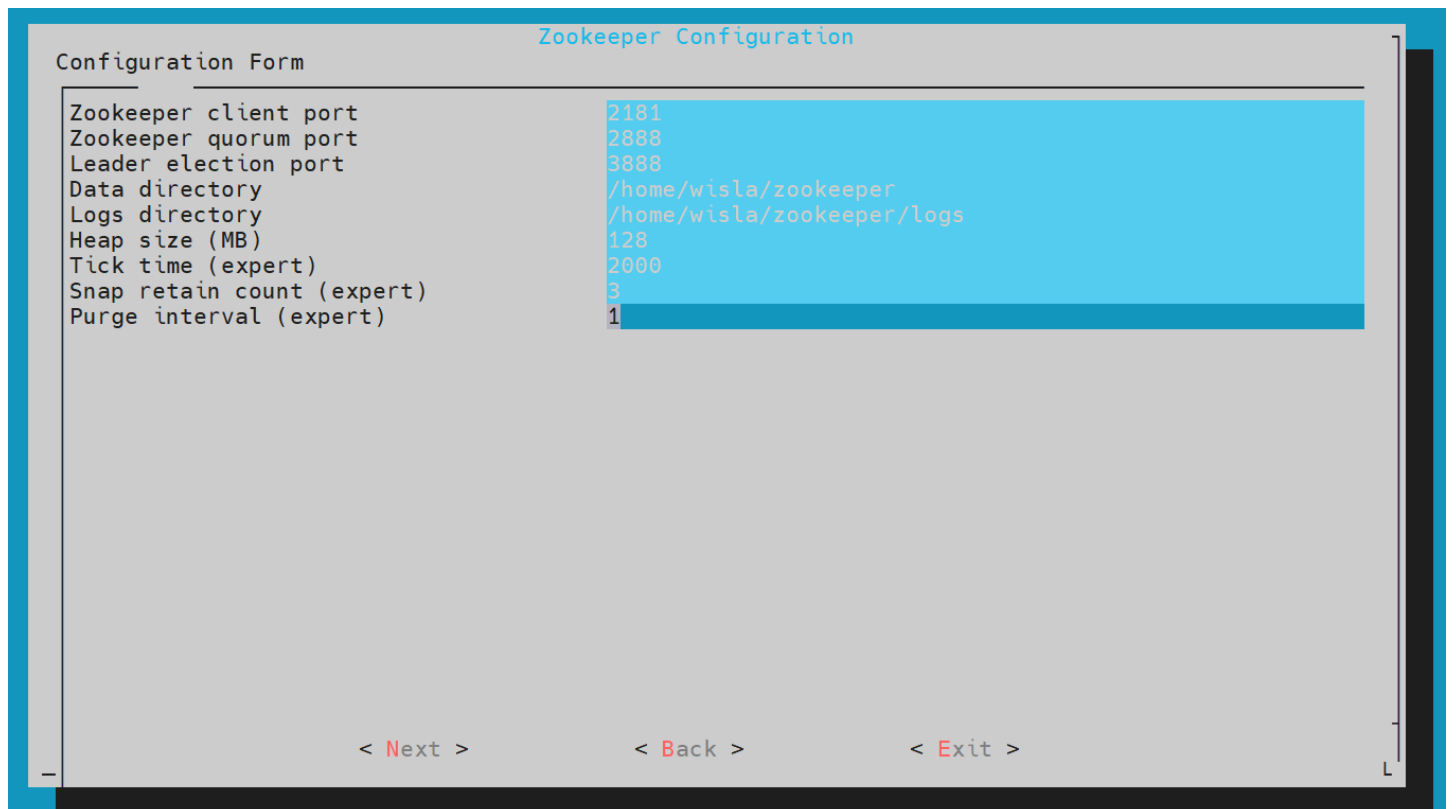 Zookeeper Configuration
Configuration Form
Zookeeper client port 2181
Zookeeper quorum port 2888
Leader election port 3888
Data directory /home/wisla/zookeeper
Logs directory /home/wisla/zookeeper/logs
Heap size (MB) 128
Tick time (expert) 2000
Snap retain count (expert) 3
Purge interval (expert) 1
< Next > < Back > < Exit >